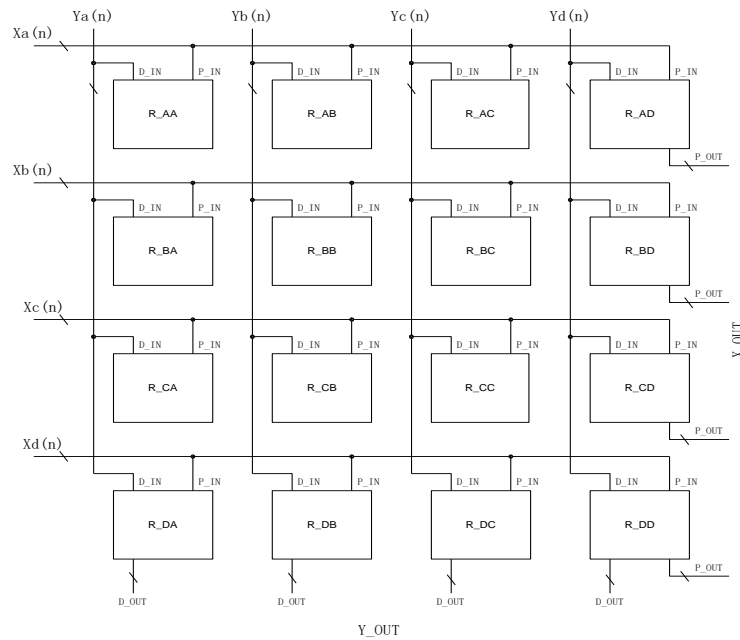 Ya(n) Yb(n) Yc(n) Yd(n)
Xa(n)
D_IN P_IN D_IN P_IN D_IN P_IN D_IN P_IN
R_AA R_AB R_AC R_AD
P_OUT
Xb(n)
D_IN P_IN D_IN P_IN D_IN P_IN D_IN P_IN
R_BA R_BB R_BC R_BD
P_OUT
Xc(n)
X_OUT
D_IN P_IN D_IN P_IN D_IN P_IN D_IN P_IN
R_CA R_CB R_CC R_CD
P_OUT
Xd(n)
D_IN P_IN D_IN P_IN D_IN P_IN D_IN P_IN
R_DA R_DB R_DC R_DD
P_OUT
D_OUT D_OUT D_OUT D_OUT
Y_OUT